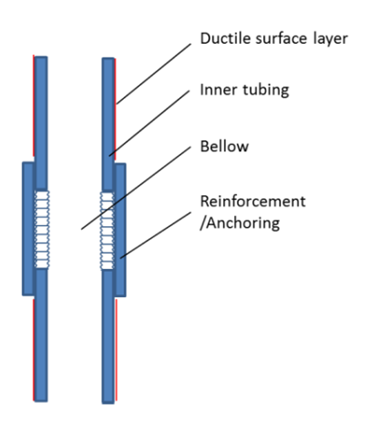 Ductile surface layer
Inner tubing
Bellow
Reinforcement
/Anchoring